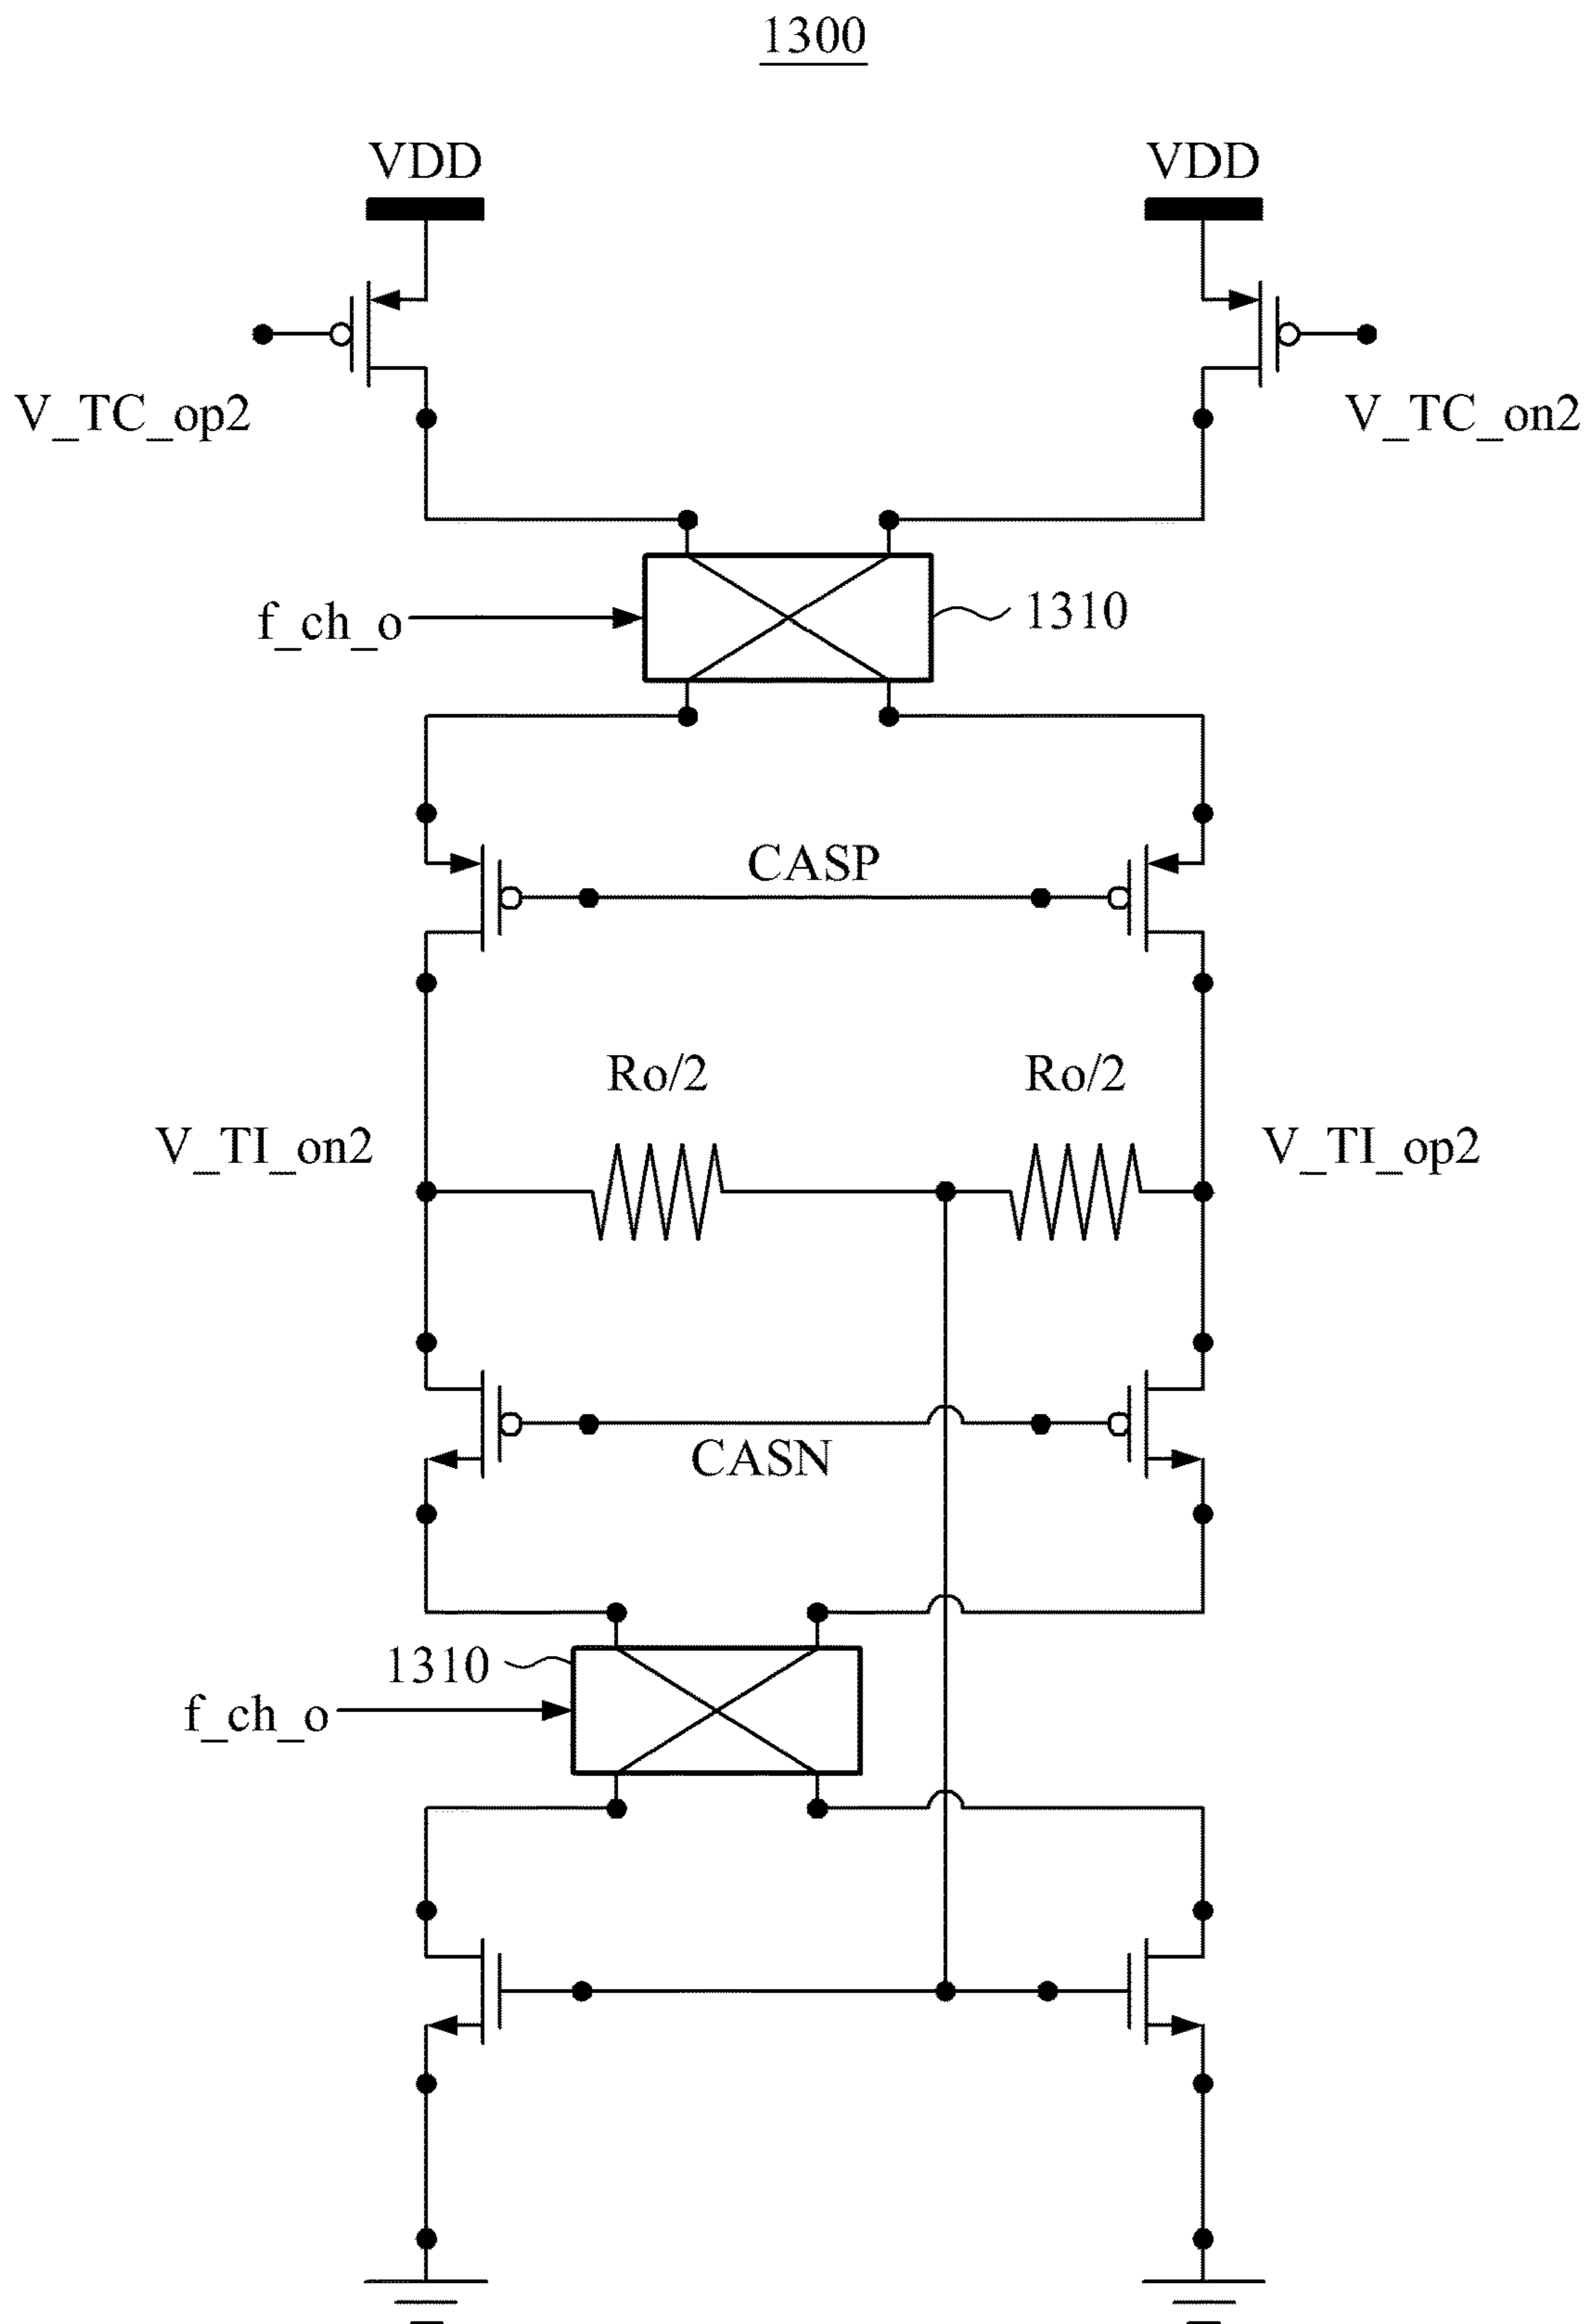 1300
VDD VDD
V_TC_op2 V_TC_on2
f_ch_o 1310
CASP
Ro/2 Ro/2
V_TI_on2 V_TI_op2
CASN
1310
f_ch_o